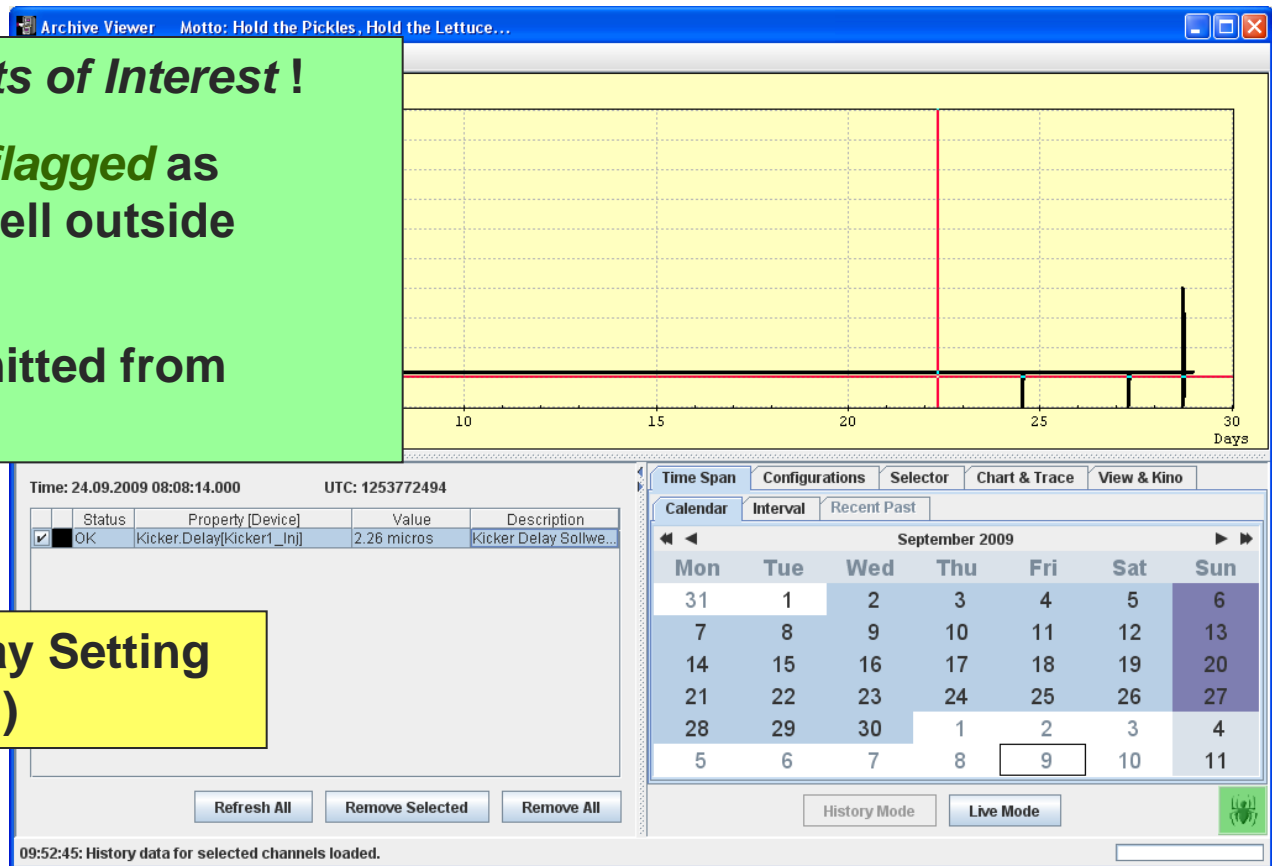 Archive Viewer Motto: Hold the Pickles, Hold the Lettuce...
ts of Interest !
flagged as
ell outside
nitted from
10 15 20 25 30
Days
Time: 24.09.2009 08:08:14.000 UTC: 1253772494
Status Property [Device] Value Description
OK Kicker.Delay[Kicker1_Inj] 2.26 micros Kicker Delay Sollwe...
ay Setting
)
Refresh All Remove Selected Remove All
Time Span Configurations Selector Chart & Trace View & Kino
Calendar Interval Recent Past
September 2009
Mon Tue Wed Thu Fri Sat Sun
31 1 2 3 4 5 6
7 8 9 10 11 12 13
14 15 16 17 18 19 20
21 22 23 24 25 26 27
28 29 30 1 2 3 4
5 6 7 8 9 10 11
History Mode Live Mode
09:52:45: History data for selected channels loaded.